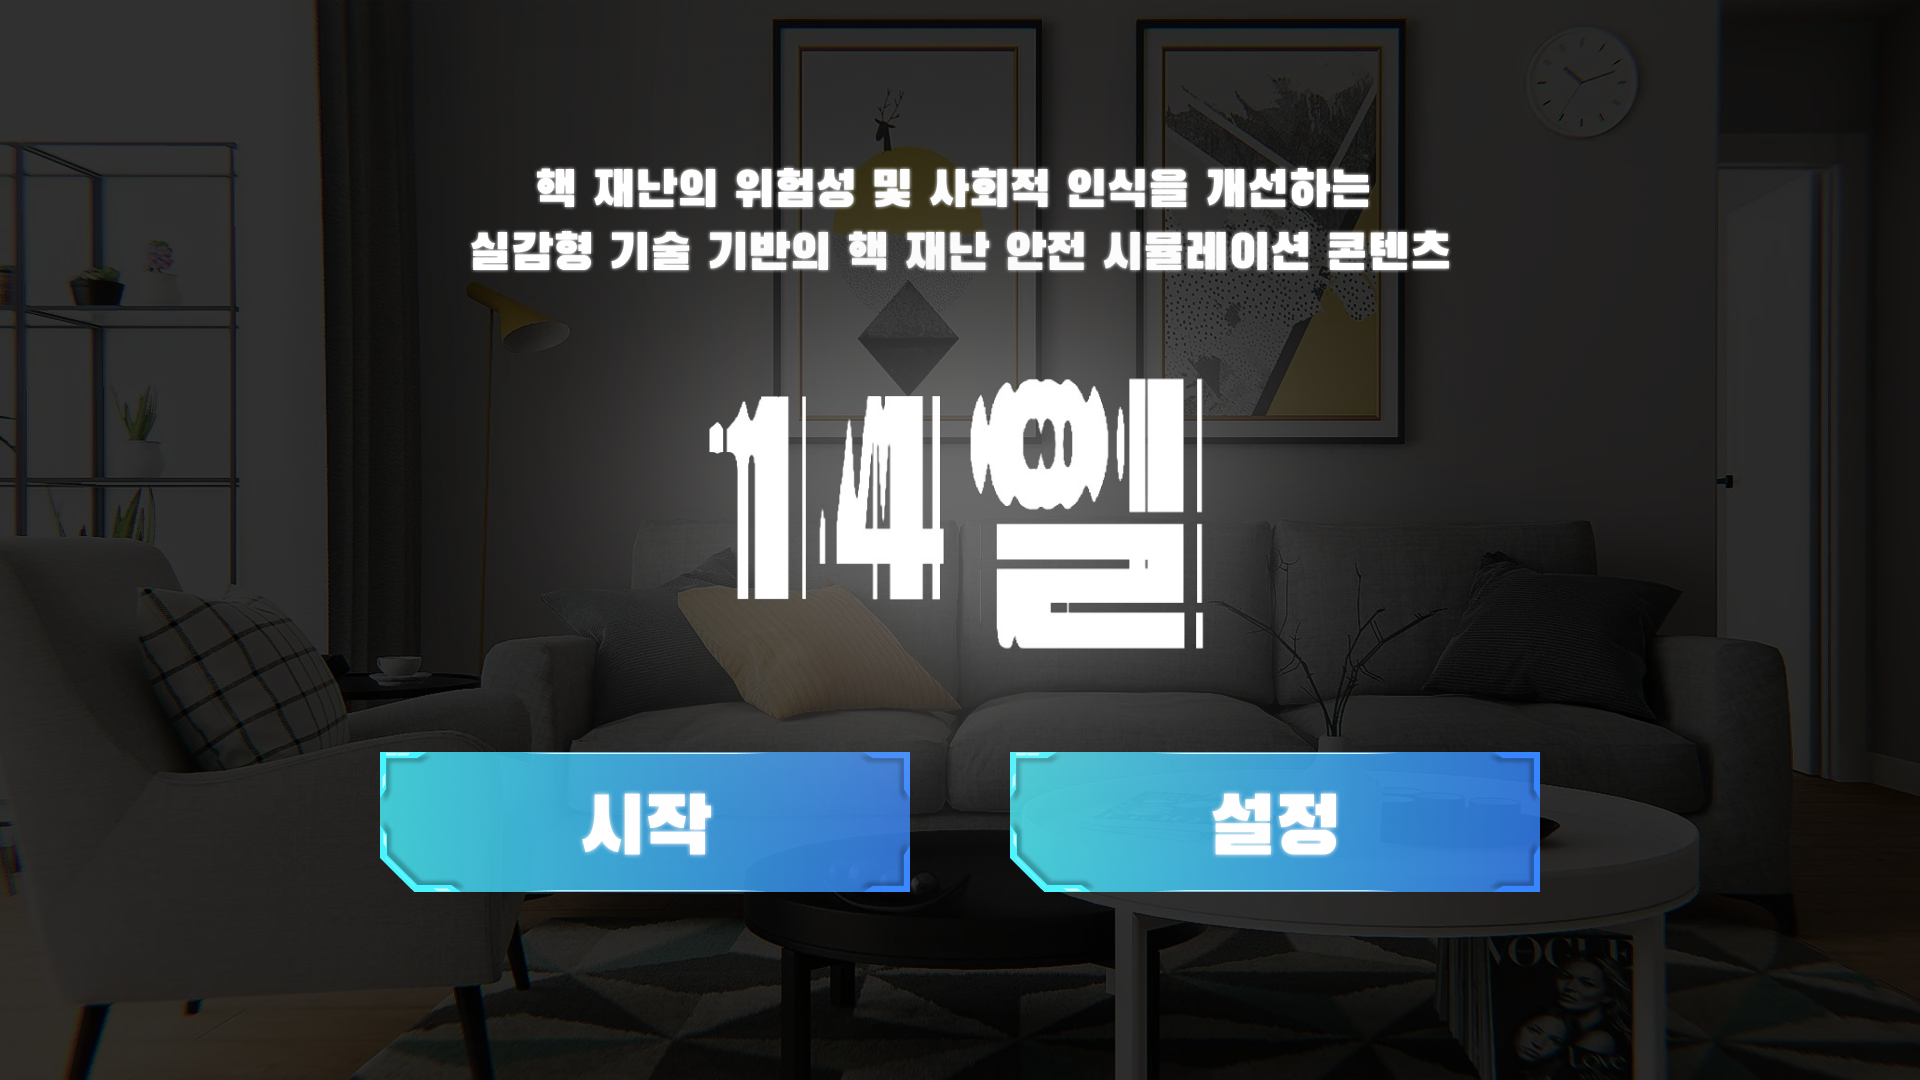 핵 재난의 위험성 및 사회적 인식을 개선하는
실감형 기술 기반의 핵 재난 안전 시뮬레이션 콘텐츠
14일
시작
설정
VOGUE
Love